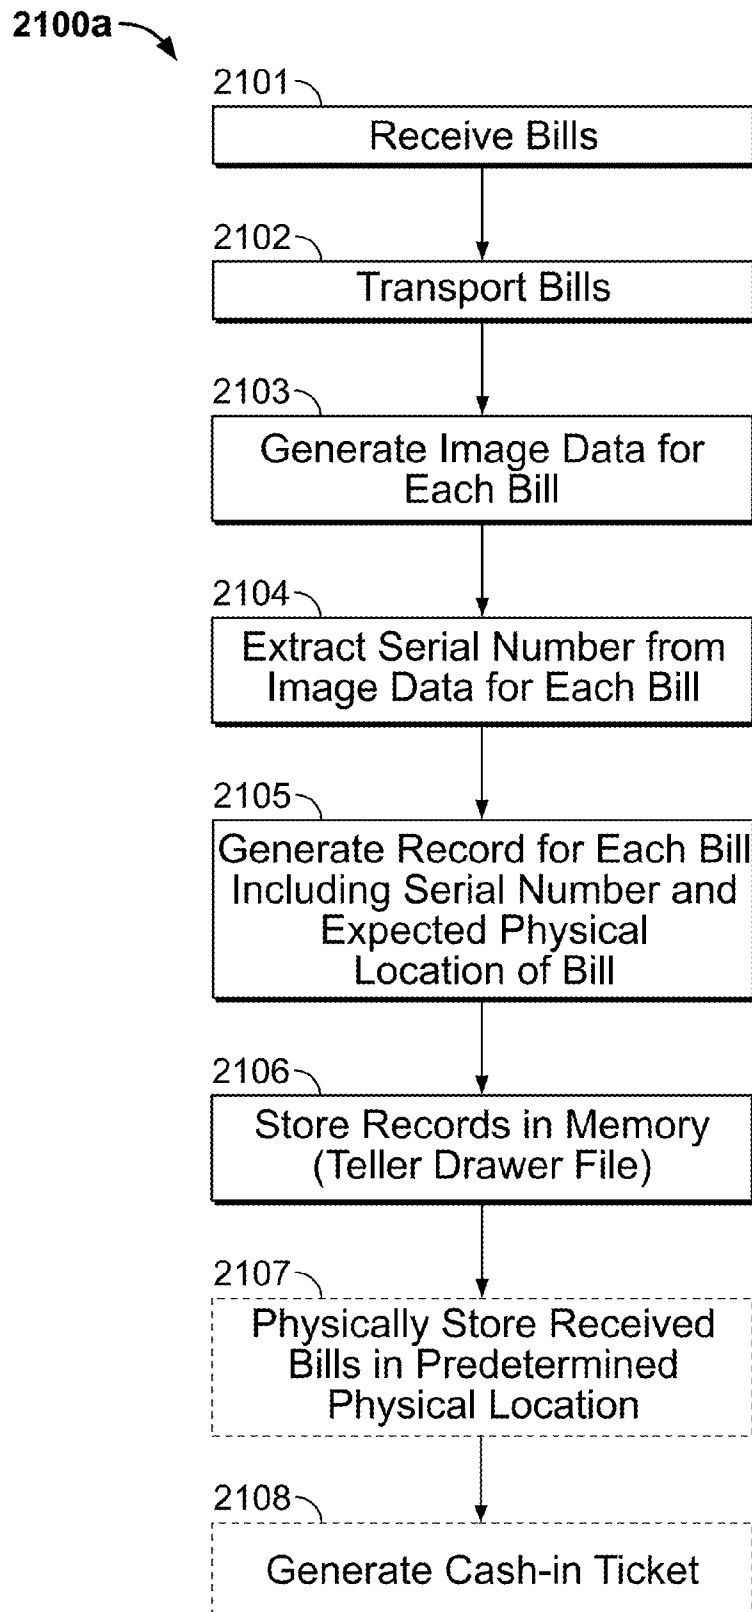 2100a
2101
Receive Bills
2102
Transport Bills
2103
Generate Image Data for
Each Bill
2104
Extract Serial Number from
Image Data for Each Bill
2105
Generate Record for Each Bill
Including Serial Number and
Expected Physical
Location of Bill
2106
Store Records in Memory
(Teller Drawer File)
2107
Physically Store Received
Bills in Predetermined
Physical Location
2108
Generate Cash-in Ticket